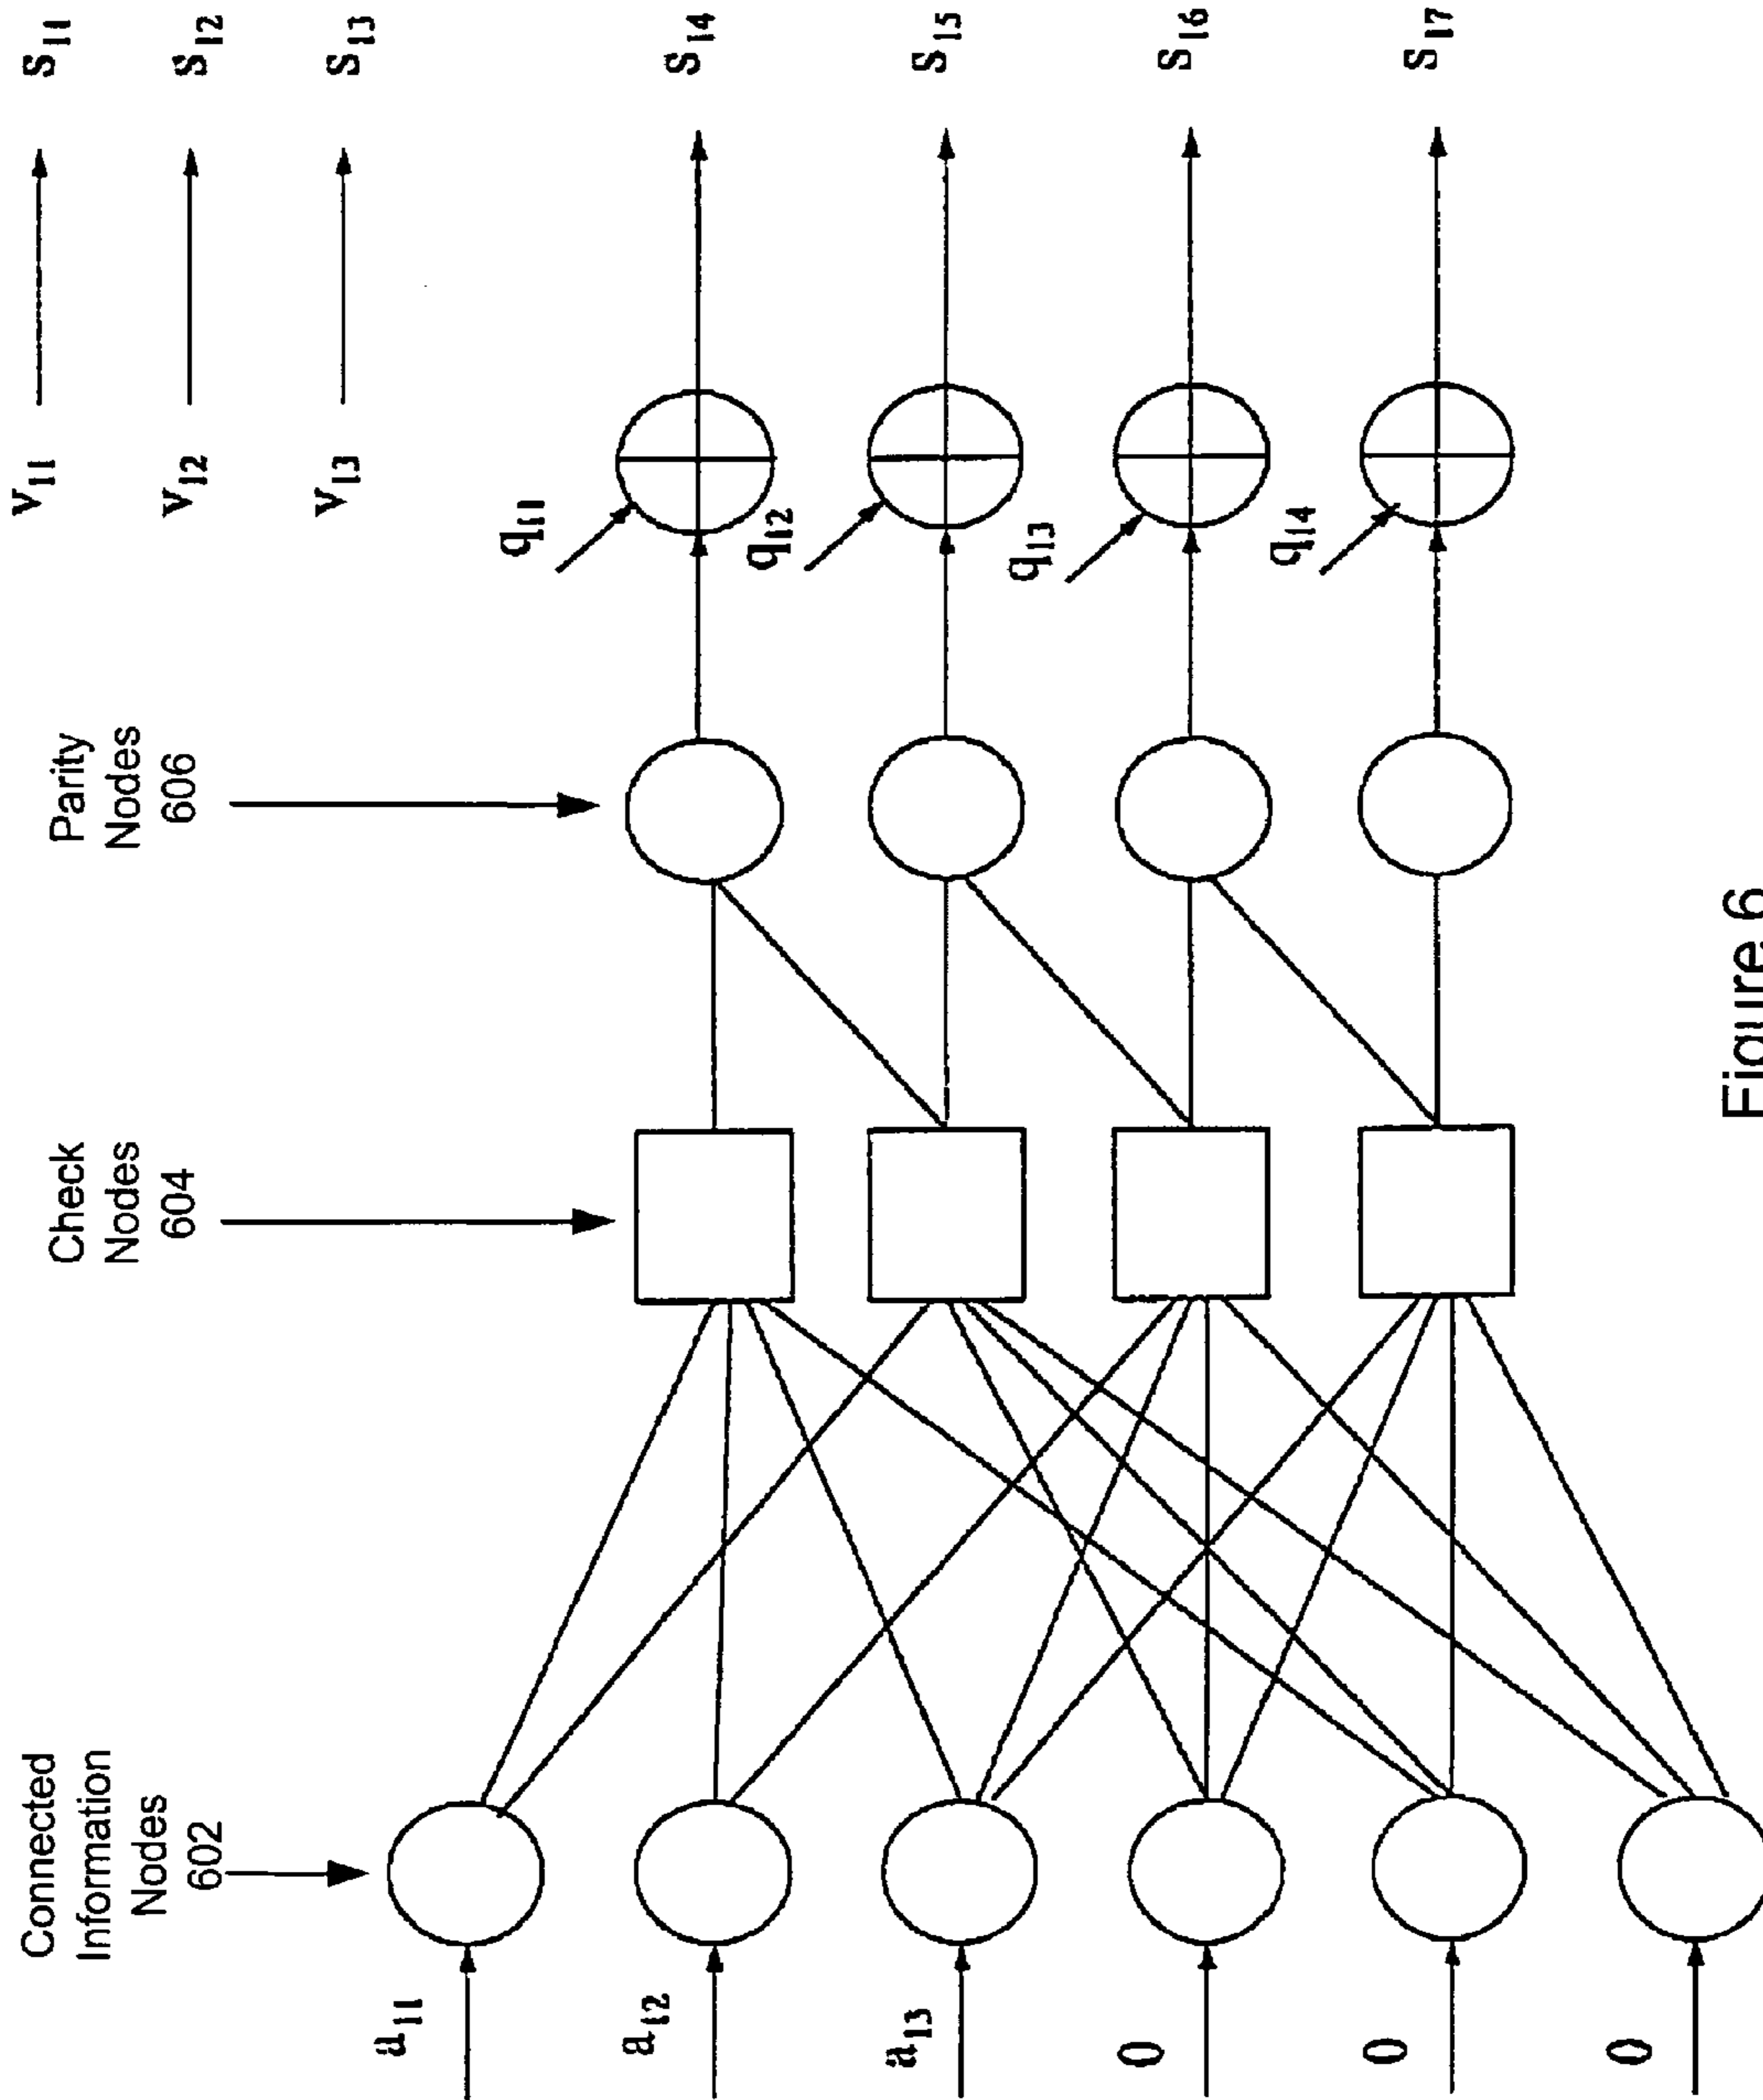 Connected
Information
Nodes
602
Check
Nodes
604
Parity
Nodes
606
v11
s11
v12
s12
v13
s13
a11
a12
a13
0
0
0
q11
q12
q13
q14
s14
s15
s16
s17
Figure 6